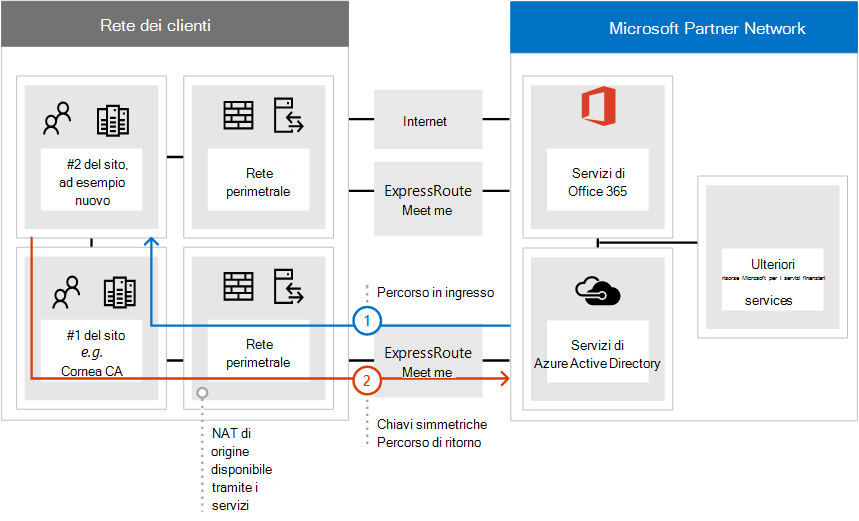 Rete dei clienti
Microsoft Partner Network
#2 del sito,
ad esempio
nuovo
Rete
perimetrale
Internet
ExpressRoute
Meet me
Servizi di
Office 365
Ulteriori
risorse Microsoft per i servizi finanziari
services
Percorso in ingresso
1
#1 del sito
e.g.
Cornea CA
Rete
perimetrale
ExpressRoute
Meet me
Servizi di
Azure Active Directory
2
Chiavi simmetriche
Percorso di ritorno
NAT di
origine
disponibile
tramite i
servizi